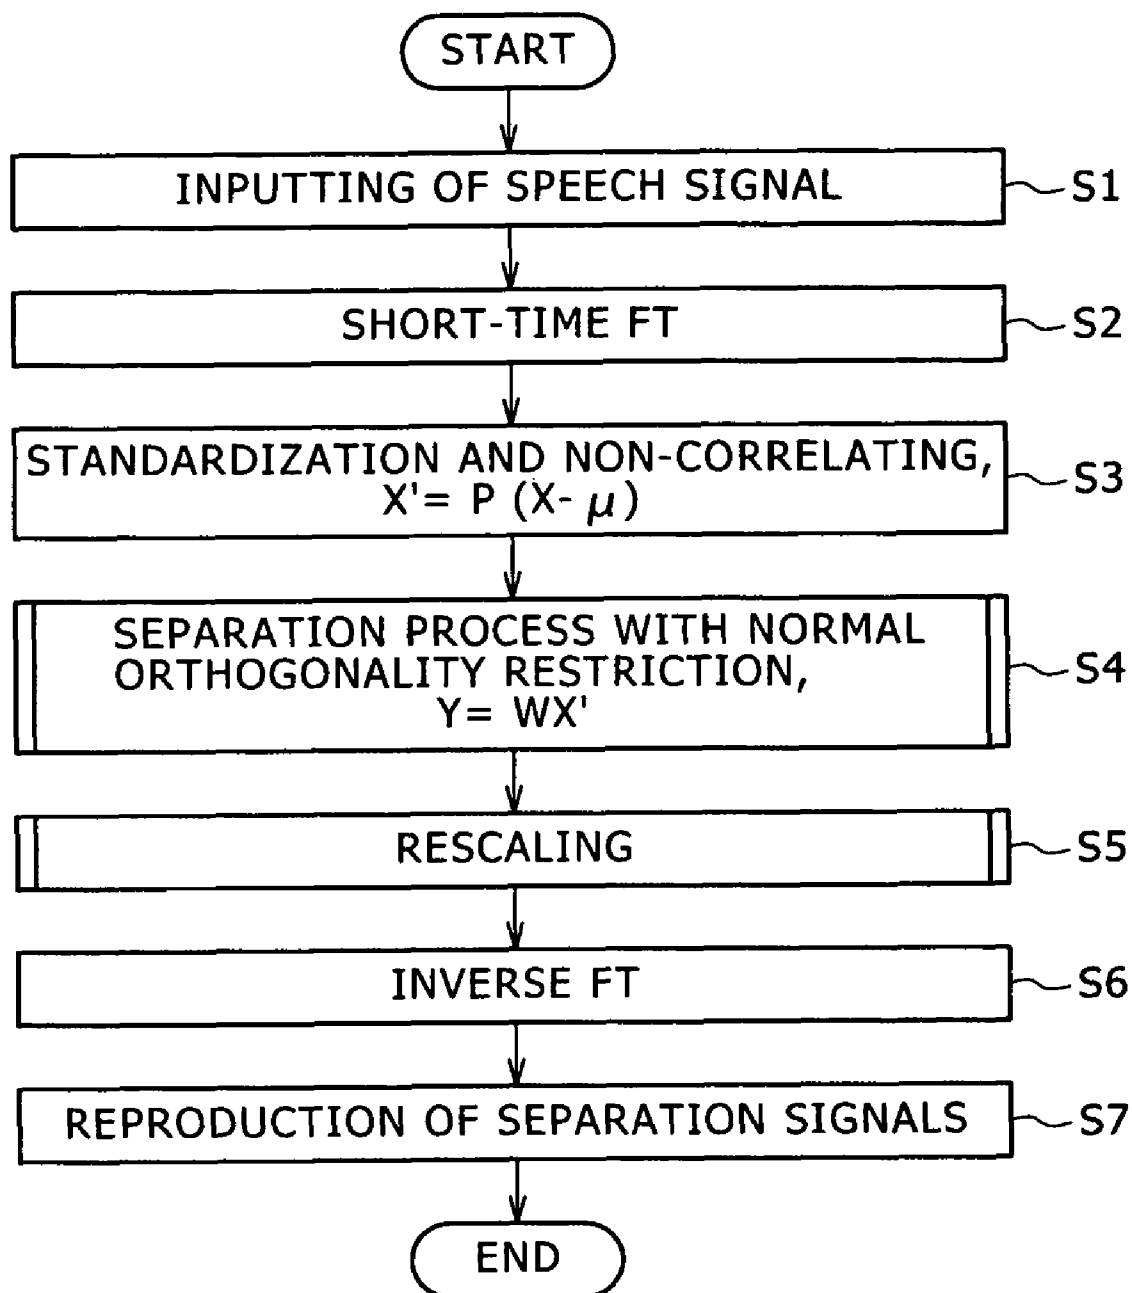 START
INPUTTING OF SPEECH SIGNAL
S1
SHORT-TIME FT
S2
STANDARDIZATION AND NON-CORRELATING,
X'= P (X- μ)
S3
SEPARATION PROCESS WITH NORMAL
ORTHOGONALITY RESTRICTION,
Y= WX'
S4
RESCALING
S5
INVERSE FT
S6
REPRODUCTION OF SEPARATION SIGNALS
S7
END